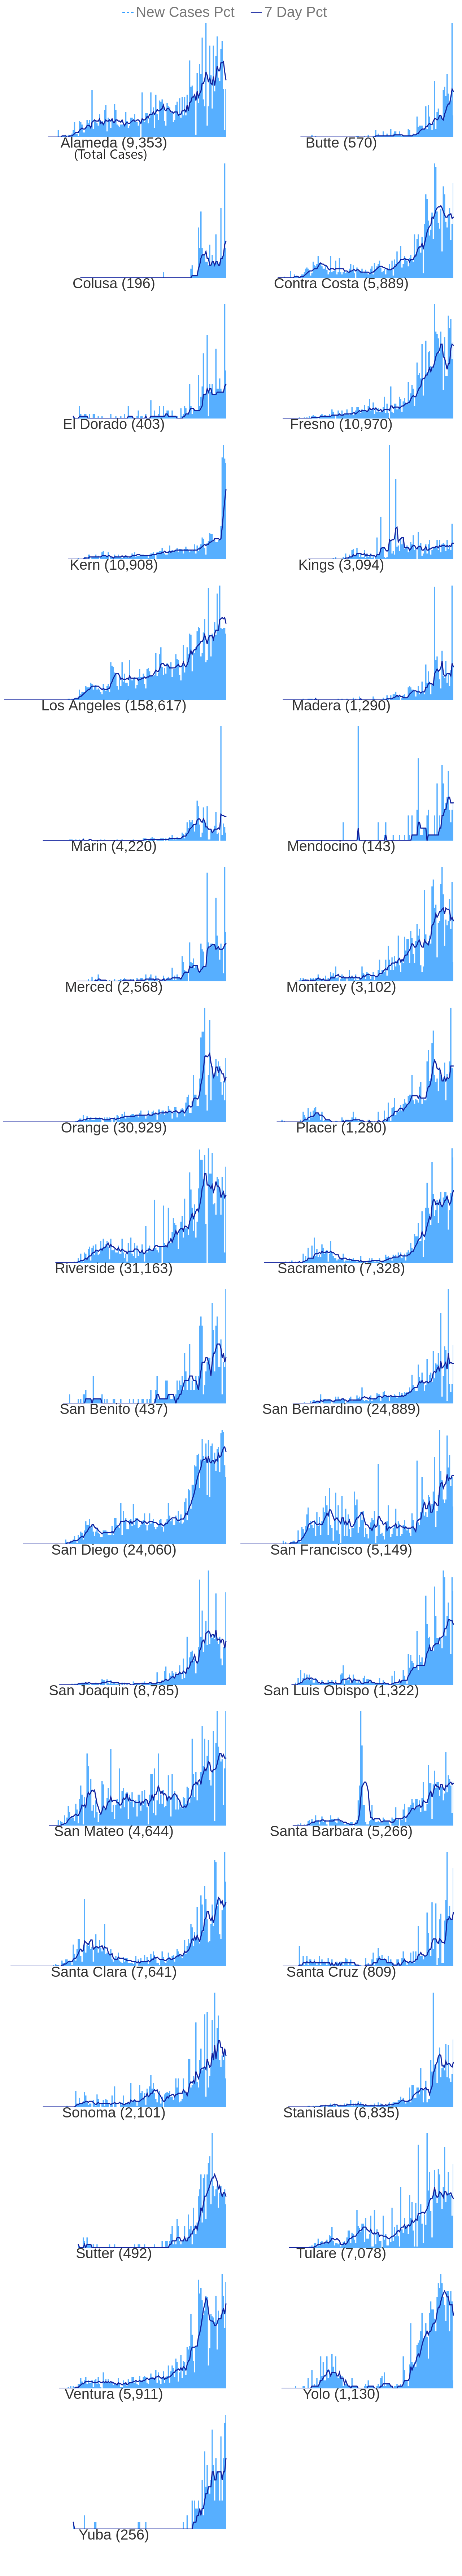 New Cases Pct 7 Day Pct
Alameda (9,353) Butte (570)
(Total Cases)
Colusa (196) Contra Costa (5,889)
El Dorado (403) Fresno (10,970)
Kern (10,908) Kings (3,094)
Los Angeles (158,617) Madera (1,290)
Marin (4,220) Mendocino (143)
Merced (2,568) Monterey (3,102)
Orange (30,929) Placer (1,280)
Riverside (31,163) Sacramento (7,328)
San Benito (437) San Bernardino (24,889)
San Diego (24,060) San Francisco (5,149)
San Joaquin (8,785) San Luis Obispo (1,322)
San Mateo (4,644) Santa Barbara (5,266)
Santa Clara (7,641) Santa Cruz (809)
Sonoma (2,101) Stanislaus (6,835)
Sutter (492) Tulare (7,078)
Ventura (5,911) Yolo (1,130)
Yuba (256)